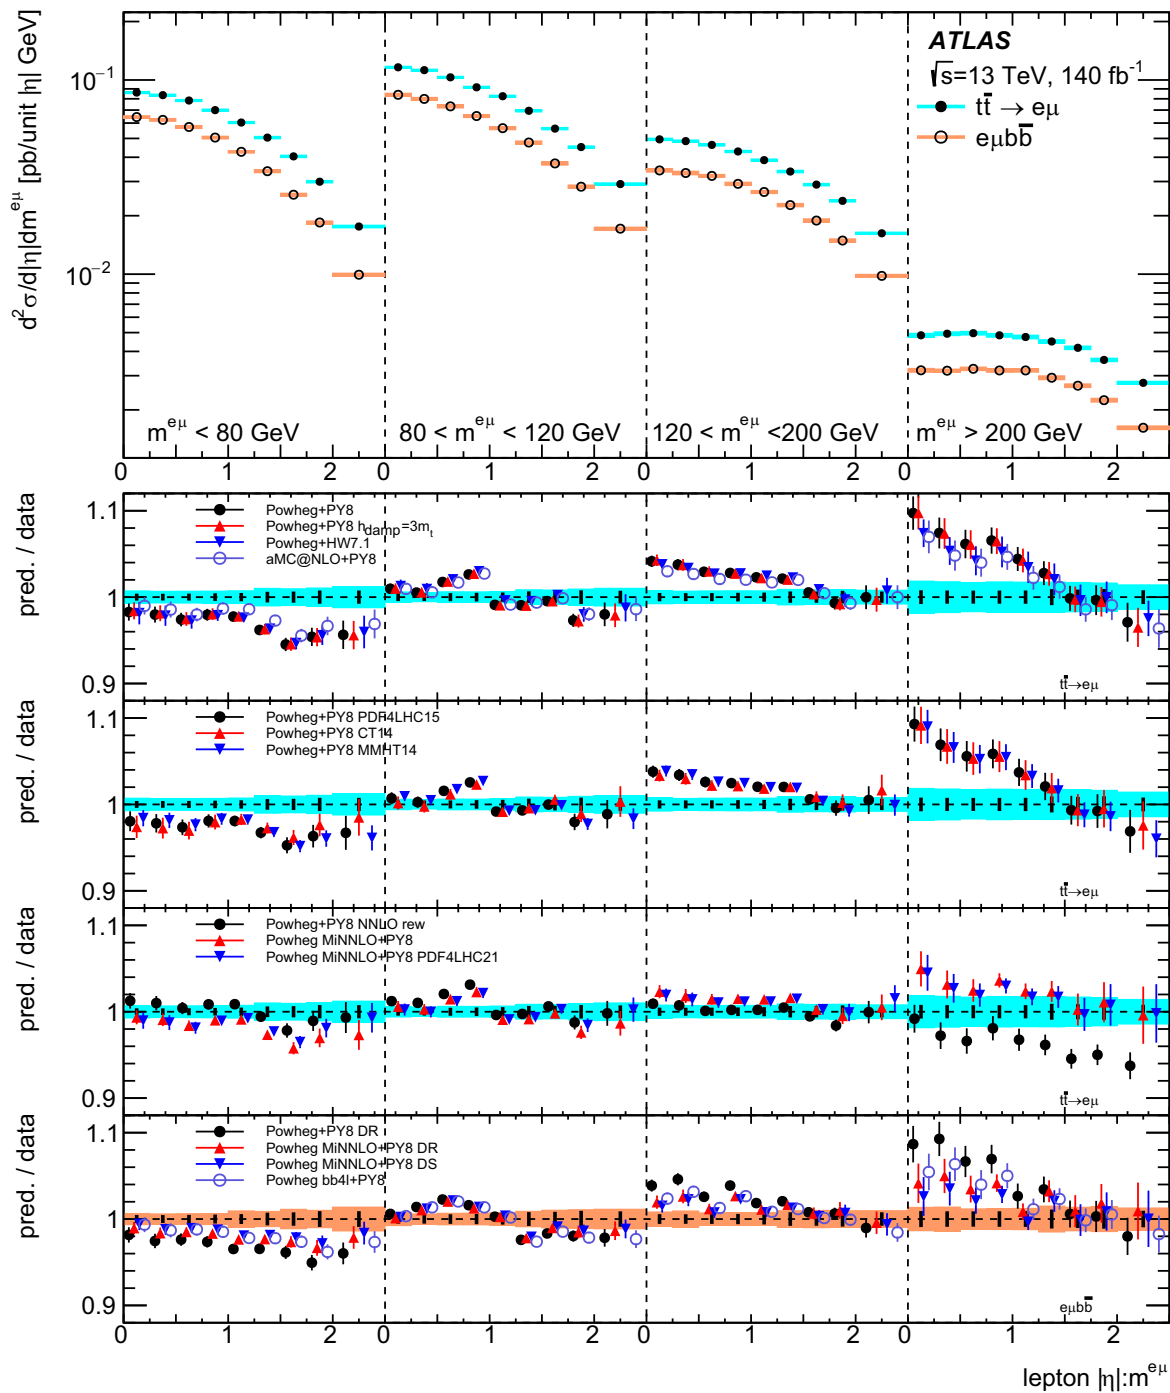 d²σ/d|η|dm^eμ [pb/unit |η| GeV]
10⁻¹
10⁻²
ATLAS
√s=13 TeV, 140 fb⁻¹
tt̄ → eμ
eμbb̄
m^eμ < 80 GeV
80 < m^eμ < 120 GeV
120 < m^eμ <200 GeV
m^eμ > 200 GeV
0 1 2 0 1 2 0 1 2 0 1 2
pred. / data
1.1
1
0.9
Powheg+PY8
Powheg+PY8 h_damp=3m_t
Powheg+HW7.1
aMC@NLO+PY8
tt̄→eμ
pred. / data
1.1
1
0.9
Powheg+PY8 PDF4LHC15
Powheg+PY8 CT14
Powheg+PY8 MMHT14
tt̄→eμ
pred. / data
1.1
1
0.9
Powheg+PY8 NNLO rew
Powheg MiNNLO+PY8
Powheg MiNNLO+PY8 PDF4LHC21
tt̄→eμ
pred. / data
1.1
1
0.9
Powheg+PY8 DR
Powheg MiNNLO+PY8 DR
Powheg MiNNLO+PY8 DS
Powheg bb4l+PY8
eμbb̄
0 1 2 0 1 2 0 1 2 0 1 2
lepton |η|:m^eμ